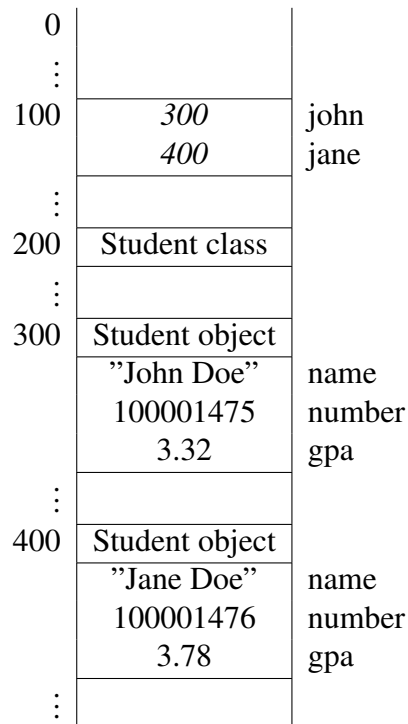 0
⋮
100 300 john
400 jane
⋮
200 Student class
⋮
300 Student object
”John Doe” name
100001475 number
3.32 gpa
⋮
400 Student object
”Jane Doe” name
100001476 number
3.78 gpa
⋮